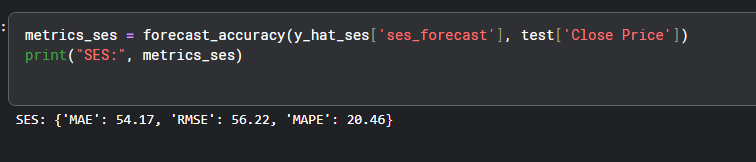 :
metrics_ses = forecast_accuracy(y_hat_ses['ses_forecast'], test['Close Price'])
print("SES:", metrics_ses)
SES: {'MAE': 54.17, 'RMSE': 56.22, 'MAPE': 20.46}